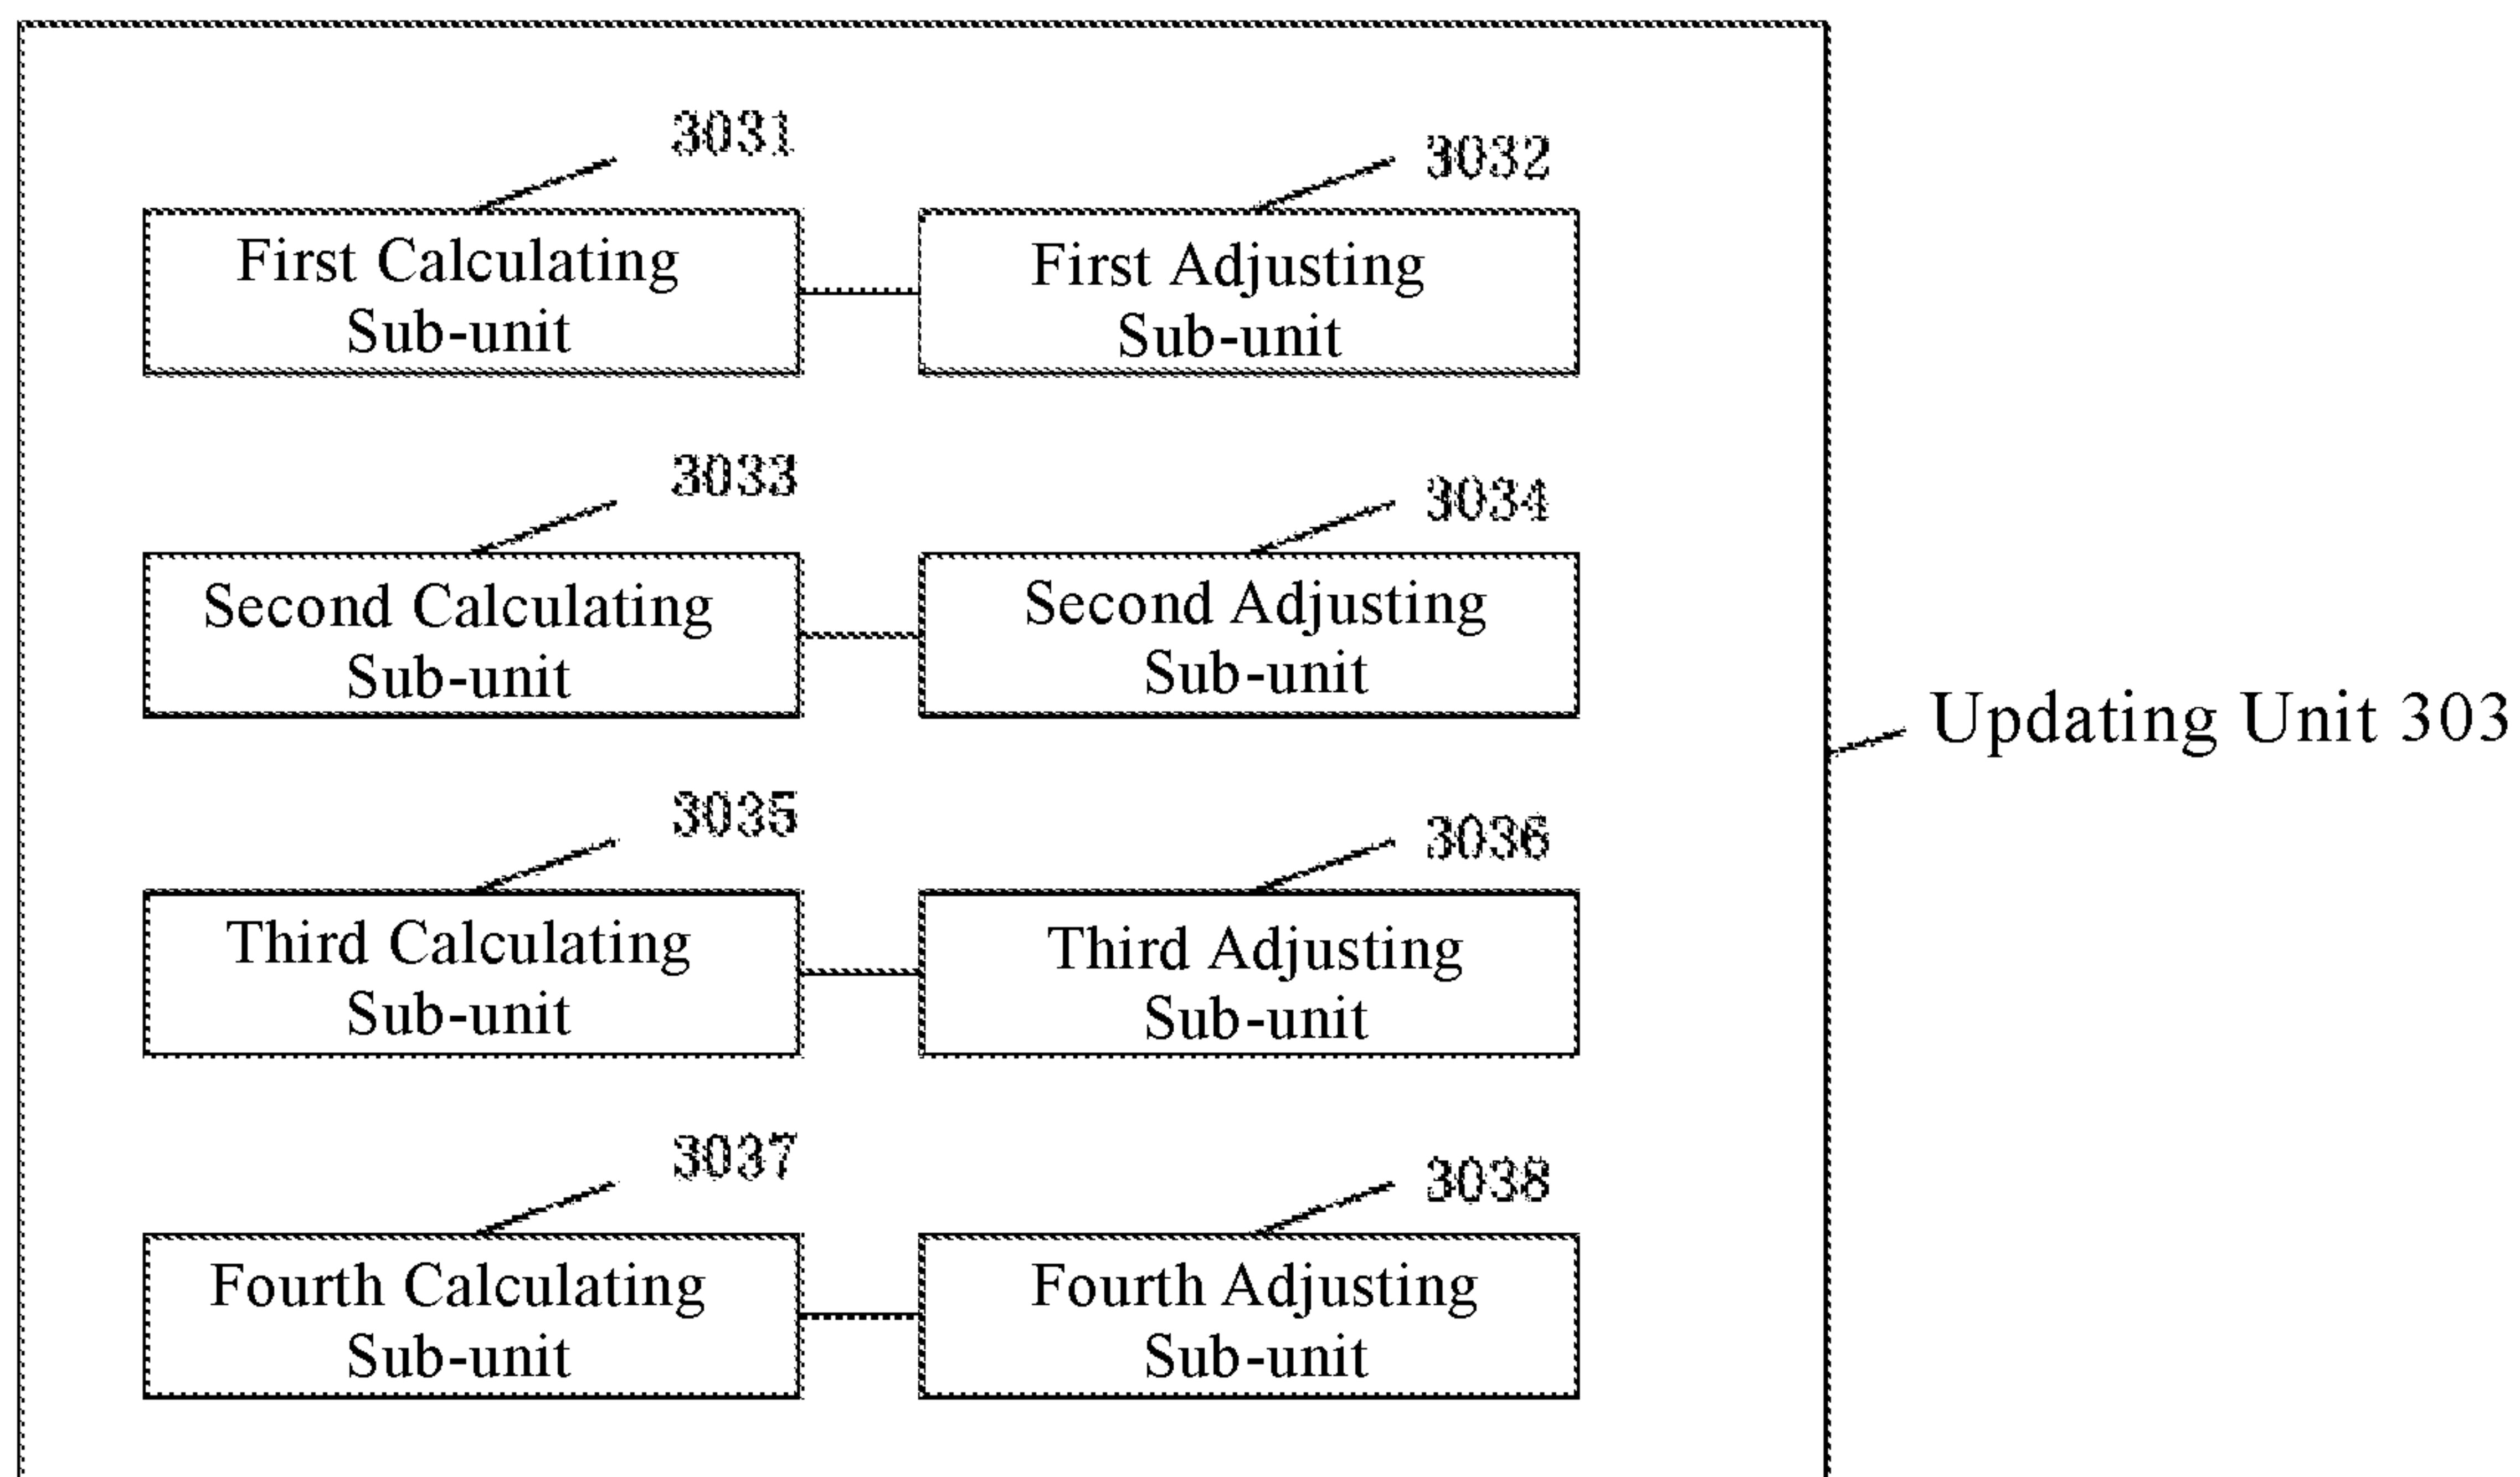 3031
3032
First Calculating
Sub-unit
First Adjusting
Sub-unit
3033
3034
Second Calculating
Sub-unit
Second Adjusting
Sub-unit
Updating Unit 303
3035
3036
Third Calculating
Sub-unit
Third Adjusting
Sub-unit
3037
3038
Fourth Calculating
Sub-unit
Fourth Adjusting
Sub-unit